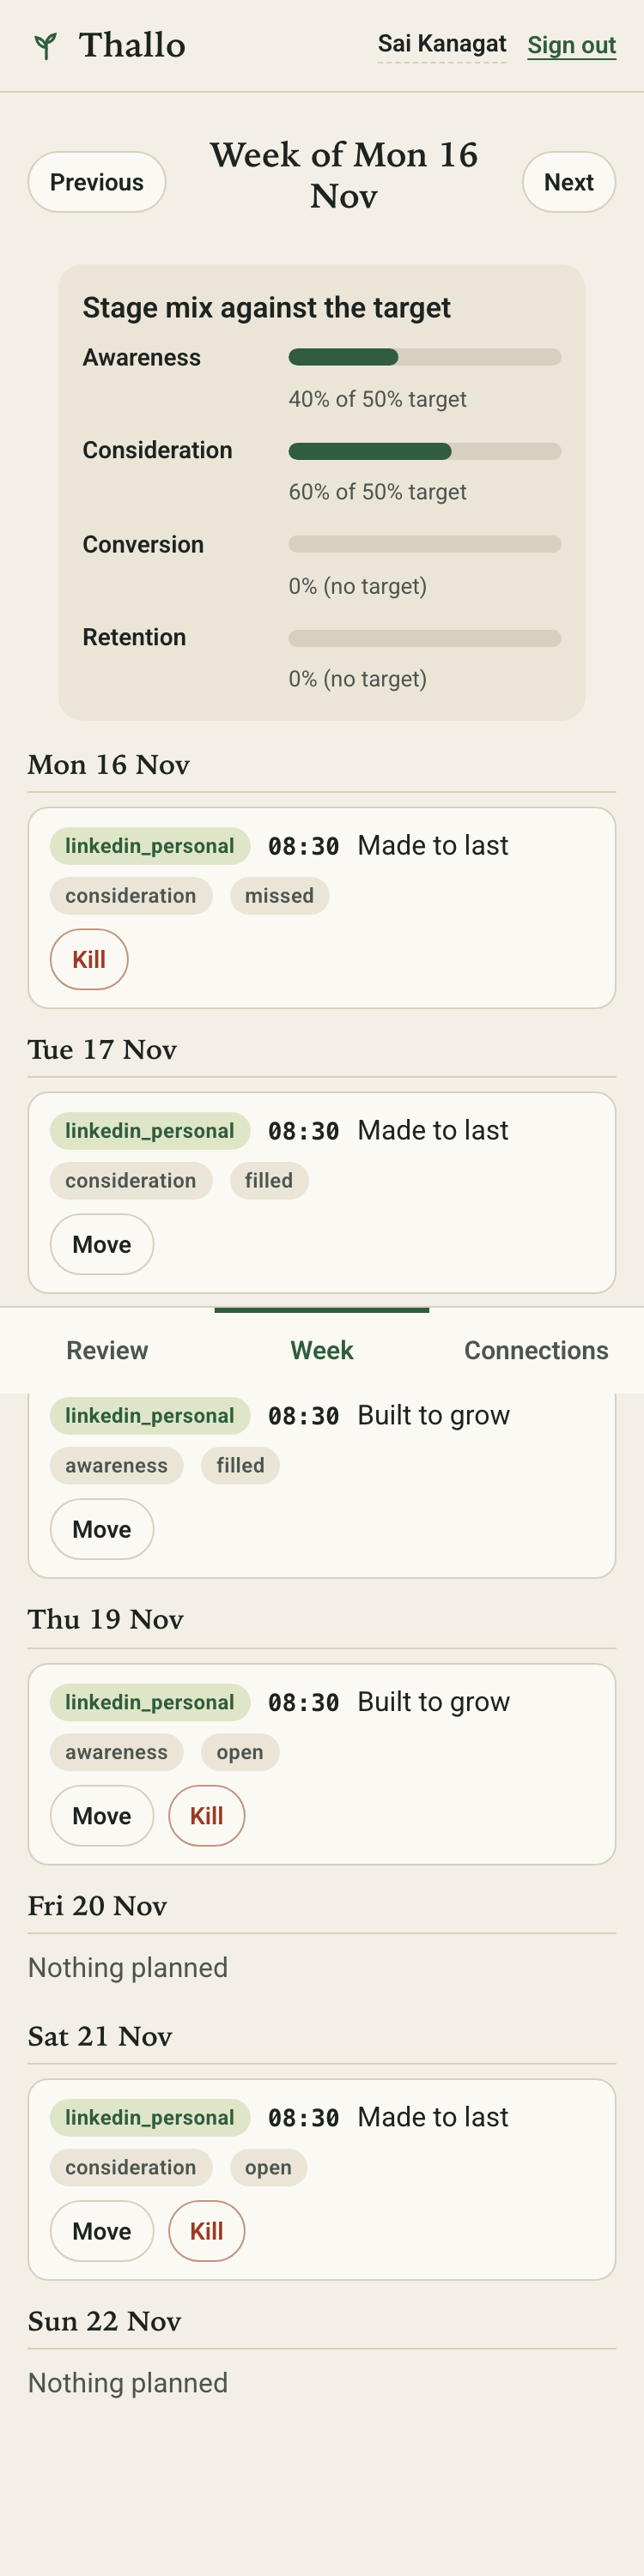 Thallo
Sai Kanagat
Sign out
Previous
Week of Mon 16
Nov
Next
Stage mix against the target
Awareness
40% of 50% target
Consideration
60% of 50% target
Conversion
0% (no target)
Retention
0% (no target)
Mon 16 Nov
linkedin_personal 08:30 Made to last
consideration missed
Kill
Tue 17 Nov
linkedin_personal 08:30 Made to last
consideration filled
Move
Review Week Connections
linkedin_personal 08:30 Built to grow
awareness filled
Move
Thu 19 Nov
linkedin_personal 08:30 Built to grow
awareness open
Move Kill
Fri 20 Nov
Nothing planned
Sat 21 Nov
linkedin_personal 08:30 Made to last
consideration open
Move Kill
Sun 22 Nov
Nothing planned